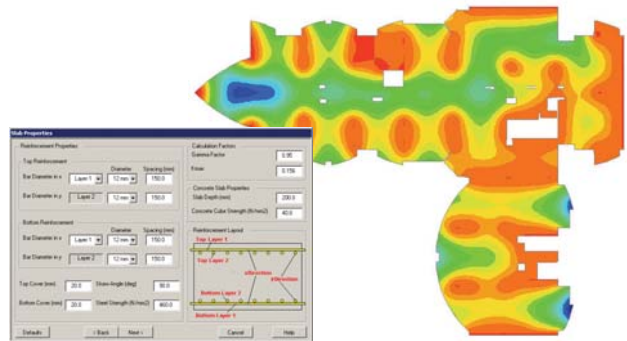 Slab Properties
Reinforcement Properties
Top Reinforcement
Diameter Spacing (mm)
Bar Diameter in x Layer 1 12 mm 150.0
Bar Diameter in y Layer 2 12 mm 150.0
Bottom Reinforcement
Diameter Spacing (mm)
Bar Diameter in x Layer 1 12 mm 150.0
Bar Diameter in y Layer 2 12 mm 150.0
Top Cover (mm) 20.0 Skew Angle (deg) 90.0
Bottom Cover (mm) 20.0 Steel Strength (N/mm2) 460.0
Calculation Factors
Gamma Factor 0.95
0.156
Concrete Slab Properties
Slab Depth (mm) 200.0
Concrete Cube Strength (N/mm2) 40.0
Reinforcement Layout
Top Layer 1
Top Layer 2
xDirection
Bottom Layer 2
Bottom Layer 1
Defaults < Back Next > Cancel Help